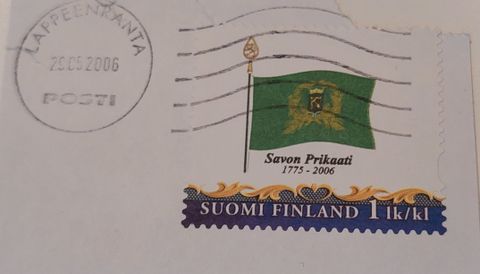 LAPPEENRANTA
29.05.2006
POSTI
Savon Prikaati
1775 - 2006
SUOMI FINLAND 1 lk/kl